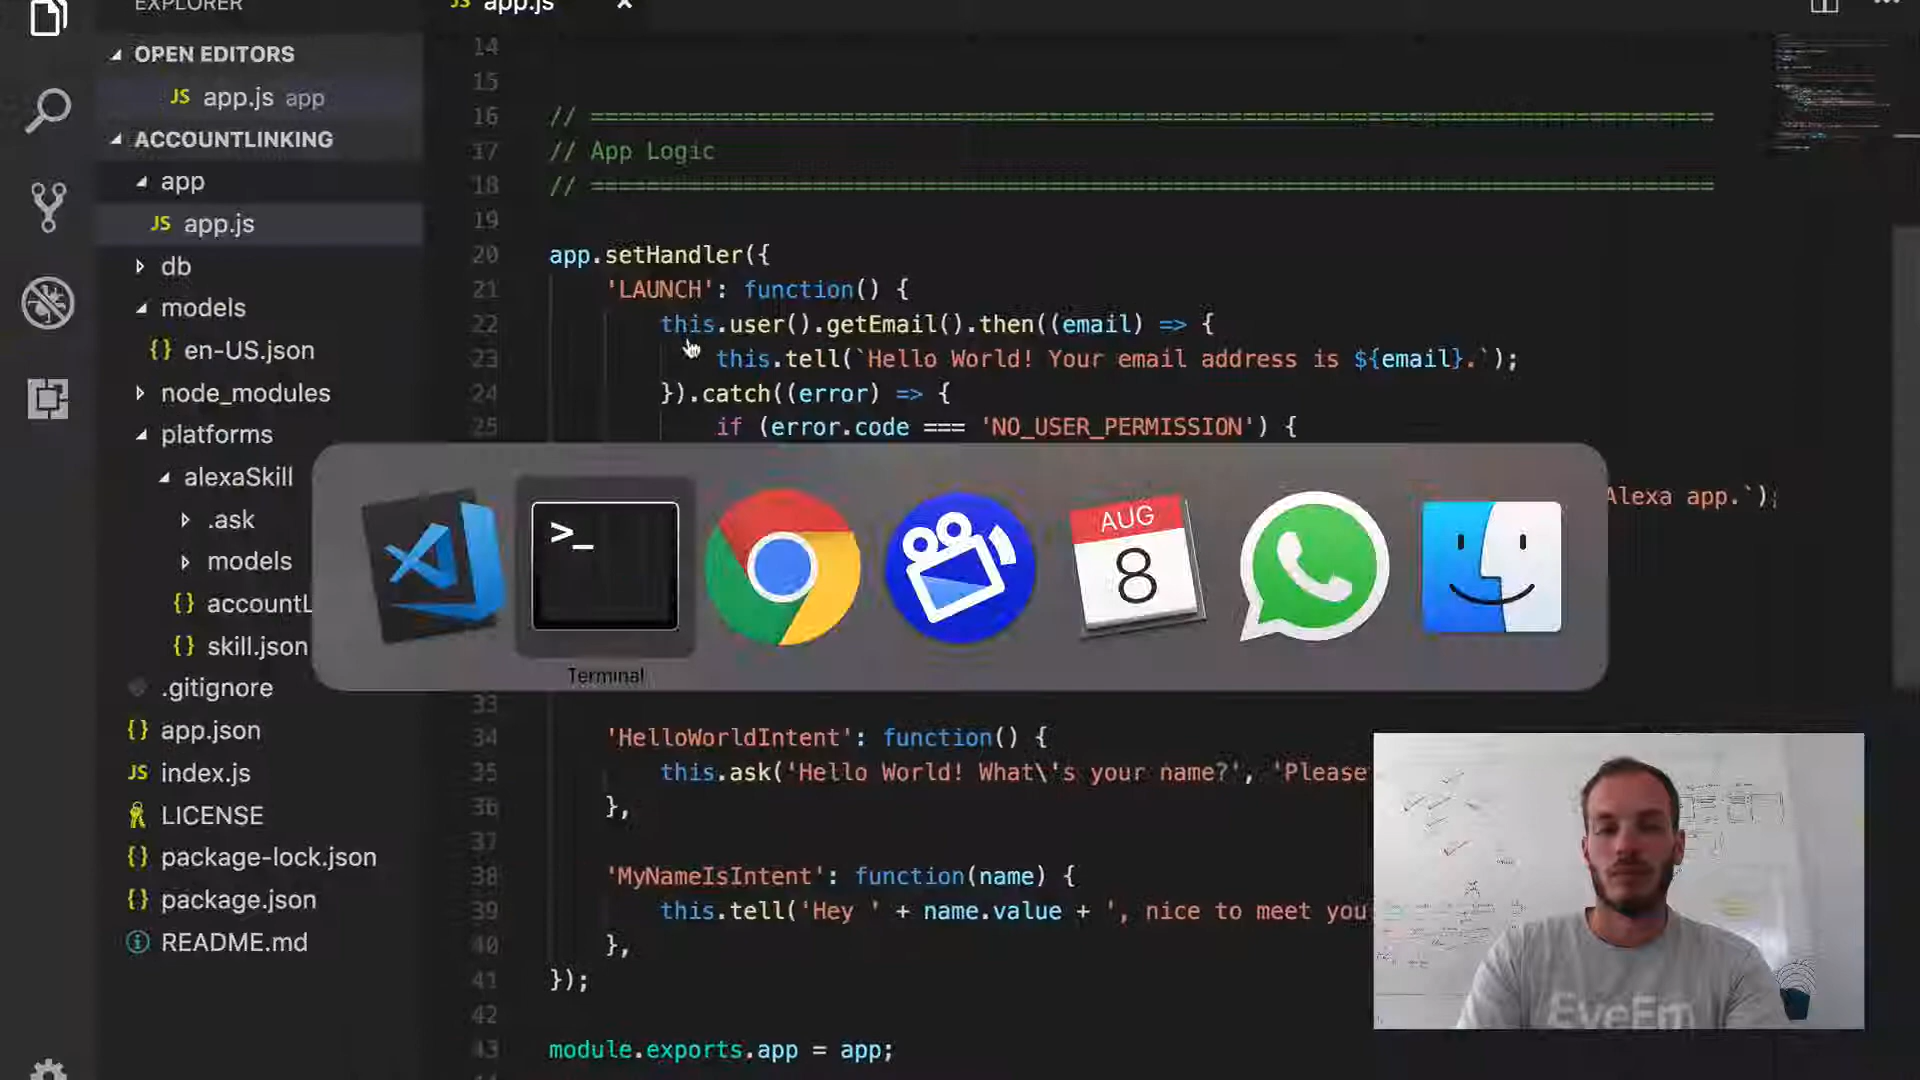 EXPLORER
OPEN EDITORS
JS app.js app
ACCOUNTLINKING
app
JS app.js
db
models
{} en-US.json
node_modules
platforms
alexaSkill
.ask
models
{} accountL
{} skill.json
.gitignore
{} app.json
JS index.js
LICENSE
{} package-lock.json
{} package.json
README.md
JS app.js ×
14
15
16 // =================================================================================
17 // App Logic
18 // =================================================================================
19
20 app.setHandler({
21 'LAUNCH': function() {
22 this.user().getEmail().then((email) => {
23 this.tell(`Hello World! Your email address is ${email}.`);
24 }).catch((error) => {
25 if (error.code === 'NO_USER_PERMISSION') {
Alexa app.`);
33
34 'HelloWorldIntent': function() {
35 this.ask('Hello World! What\'s your name?', 'Please
36 },
37
38 'MyNameIsIntent': function(name) {
39 this.tell('Hey ' + name.value + ', nice to meet you
40 },
41 });
42
43 module.exports.app = app;
>_
AUG
8
Terminal
EyeEm